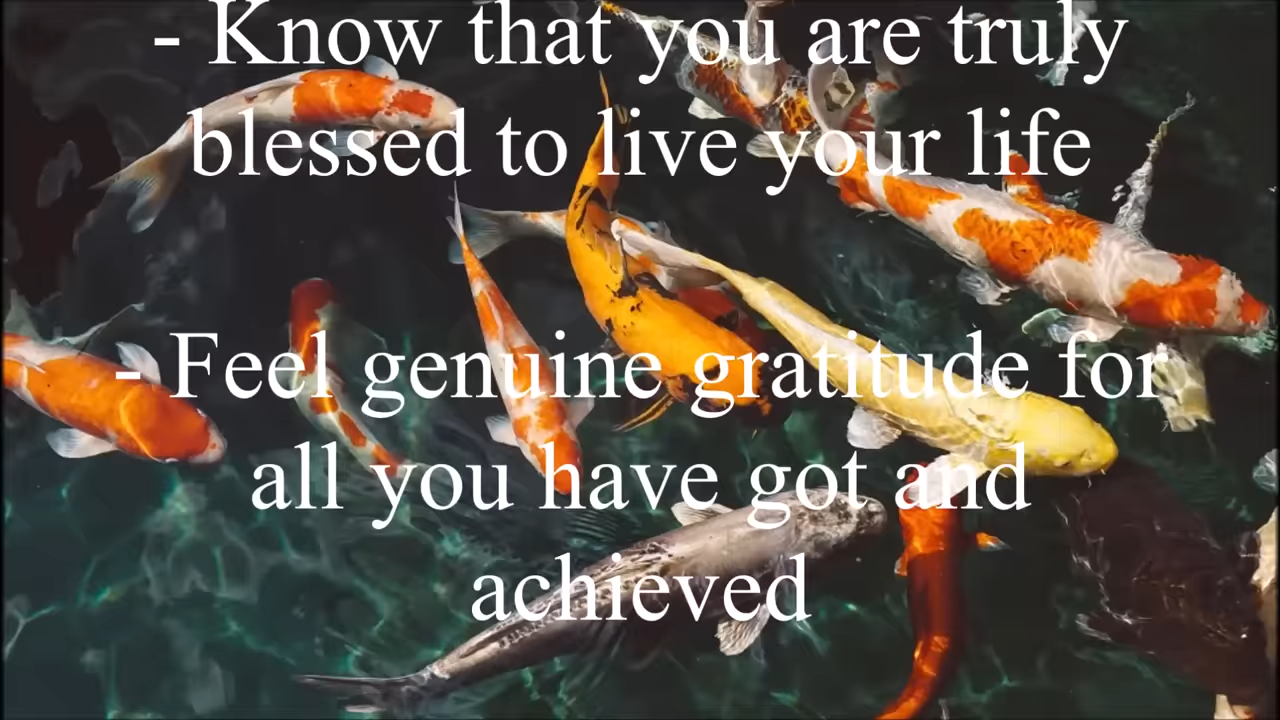 - Know that you are truly
blessed to live your life
- Feel genuine gratitude for
all you have got and
achieved